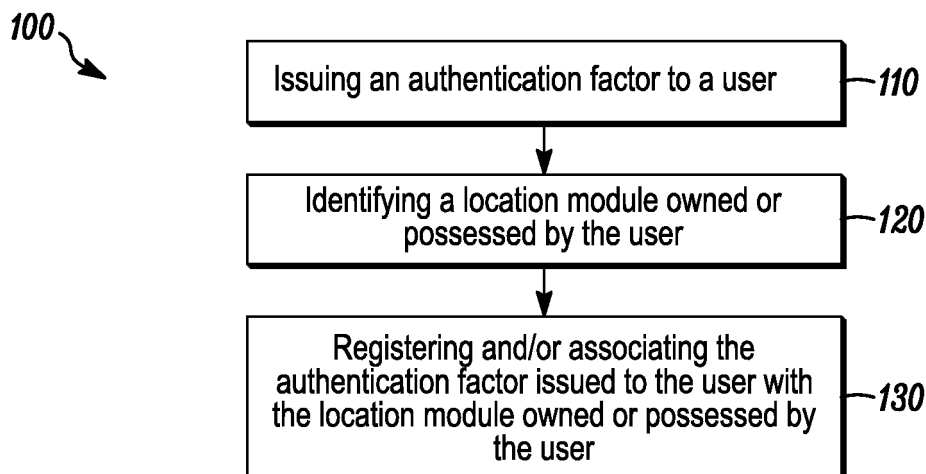 100
Issuing an authentication factor to a user
110
Identifying a location module owned or
possessed by the user
120
Registering and/or associating the
authentication factor issued to the user with
the location module owned or possessed by
the user
130